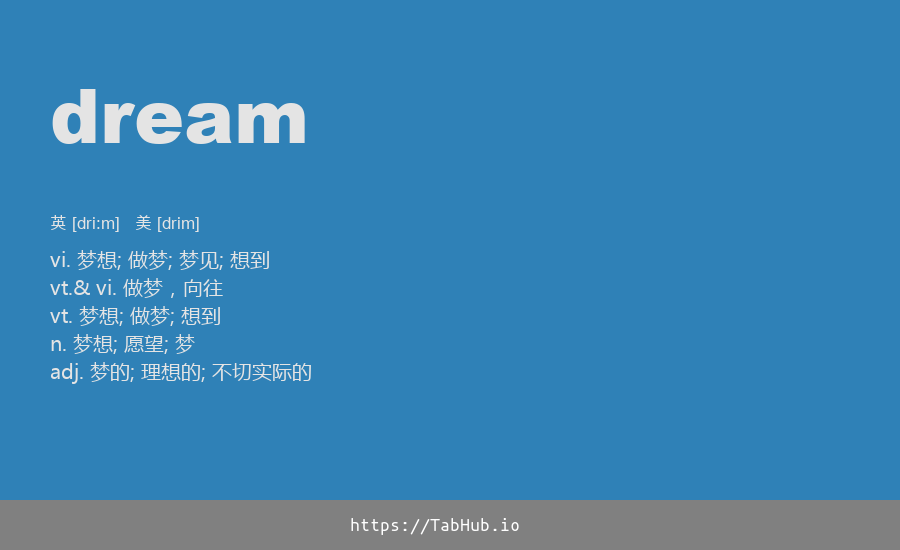 dream
英 [driːm] 美 [drim]
vi. 梦想; 做梦; 梦见; 想到
vt.& vi. 做梦，向往
vt. 梦想; 做梦; 想到
n. 梦想; 愿望; 梦
adj. 梦的; 理想的; 不切实际的
https://TabHub.io